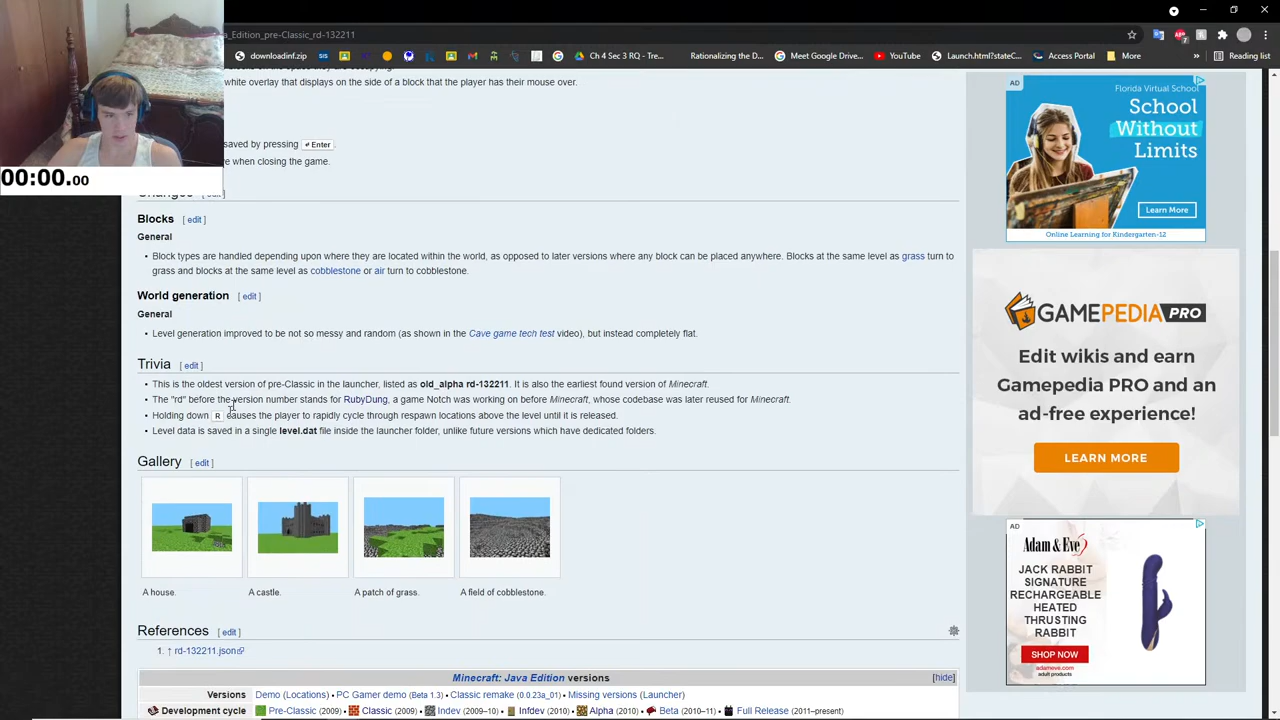 a_Edition_pre-Classic_rd-132211
downloadinf.zip
Ch 4 Sec 3 RQ - Tre...
Rationalizing the D...
Meet Google Drive...
YouTube
Launch.html?stateC...
School
Apps
Games
Products
More
Reading list
white overlay that displays on the side of a block that the player has their mouse over.
saved by pressing ↵ Enter.
e when closing the game.
00:00.00
Changes [ edit ]
Blocks [ edit ]
General
• Block types are handled depending upon where they are located within the world, as opposed to later versions where any block can be placed anywhere. Blocks at the same level as grass turn to
grass and blocks at the same level as cobblestone or air turn to cobblestone.
World generation [ edit ]
General
• Level generation improved to be not so messy and random (as shown in the Cave game tech test video), but instead completely flat.
Trivia [ edit ]
• This is the oldest version of pre-Classic in the launcher, listed as old_alpha rd-132211. It is also the earliest found version of Minecraft.
• The "rd" before the version number stands for RubyDung, a game Notch was working on before Minecraft, whose codebase was later reused for Minecraft.
• Holding down R causes the player to rapidly cycle through respawn locations above the level until it is released.
• Level data is saved in a single level.dat file inside the launcher folder, unlike future versions which have dedicated folders.
Gallery [ edit ]
A house.
A castle.
A patch of grass.
A field of cobblestone.
References [ edit ]
1. ↑ rd-132211.json
Minecraft: Java Edition versions [hide]
Versions Demo (Locations) • PC Gamer demo (Beta 1.3) • Classic remake (0.0.23a_01) • Missing versions (Launcher)
Development cycle Pre-Classic (2009) • Classic (2009) • Indev (2009–10) • Infdev (2010) • Alpha (2010) • Beta (2010–11) • Full Release (2011–present)
AD
Florida Virtual School
School
Without
Limits
Learn More
Online Learning for Kindergarten-12
GAMEPEDIA PRO
Edit wikis and earn
Gamepedia PRO and an
ad-free experience!
LEARN MORE
AD
Adam & Eve
JACK RABBIT
SIGNATURE
RECHARGEABLE
HEATED
THRUSTING
RABBIT
SHOP NOW
adameve.com
adult products